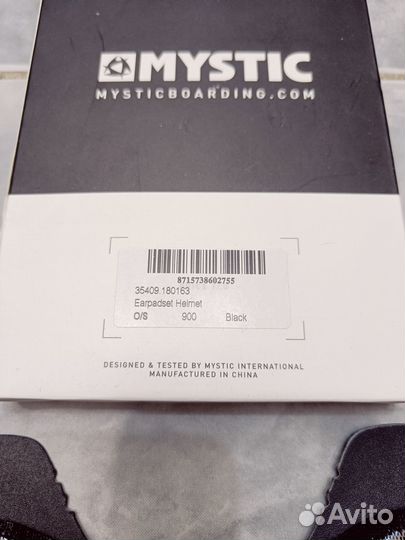 MYSTIC
MYSTICBOARDING.COM
8715738602755
35409.180163
Earpadset Helmet
O/S 900 Black
DESIGNED & TESTED BY MYSTIC INTERNATIONAL
MANUFACTURED IN CHINA
Avito